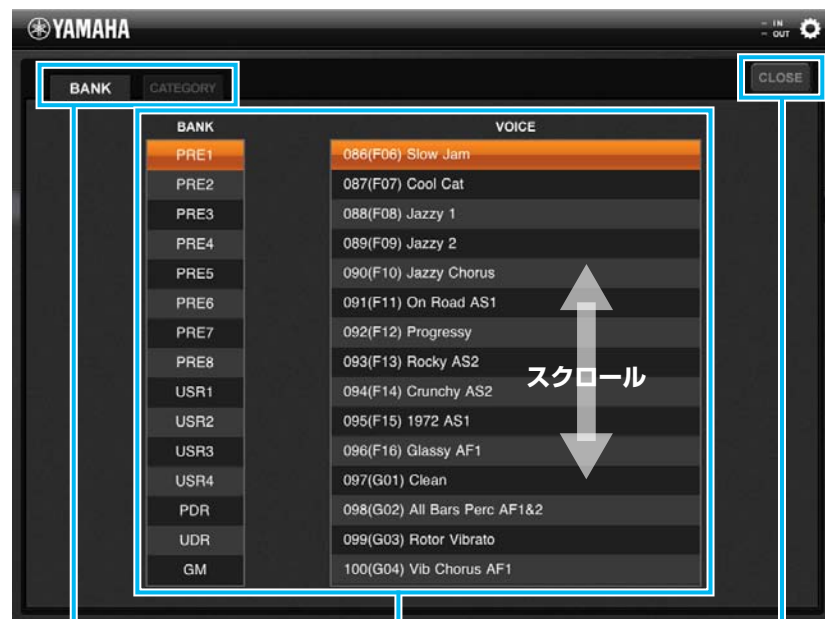 YAMAHA
IN
OUT
BANK CATEGORY CLOSE
BANK VOICE
PRE1 086(F06) Slow Jam
PRE2 087(F07) Cool Cat
PRE3 088(F08) Jazzy 1
PRE4 089(F09) Jazzy 2
PRE5 090(F10) Jazzy Chorus
PRE6 091(F11) On Road AS1
PRE7 092(F12) Progressy
PRE8 093(F13) Rocky AS2
スクロール
USR1 094(F14) Crunchy AS2
USR2 095(F15) 1972 AS1
USR3 096(F16) Glassy AF1
USR4 097(G01) Clean
PDR 098(G02) All Bars Perc AF1&2
UDR 099(G03) Rotor Vibrato
GM 100(G04) Vib Chorus AF1